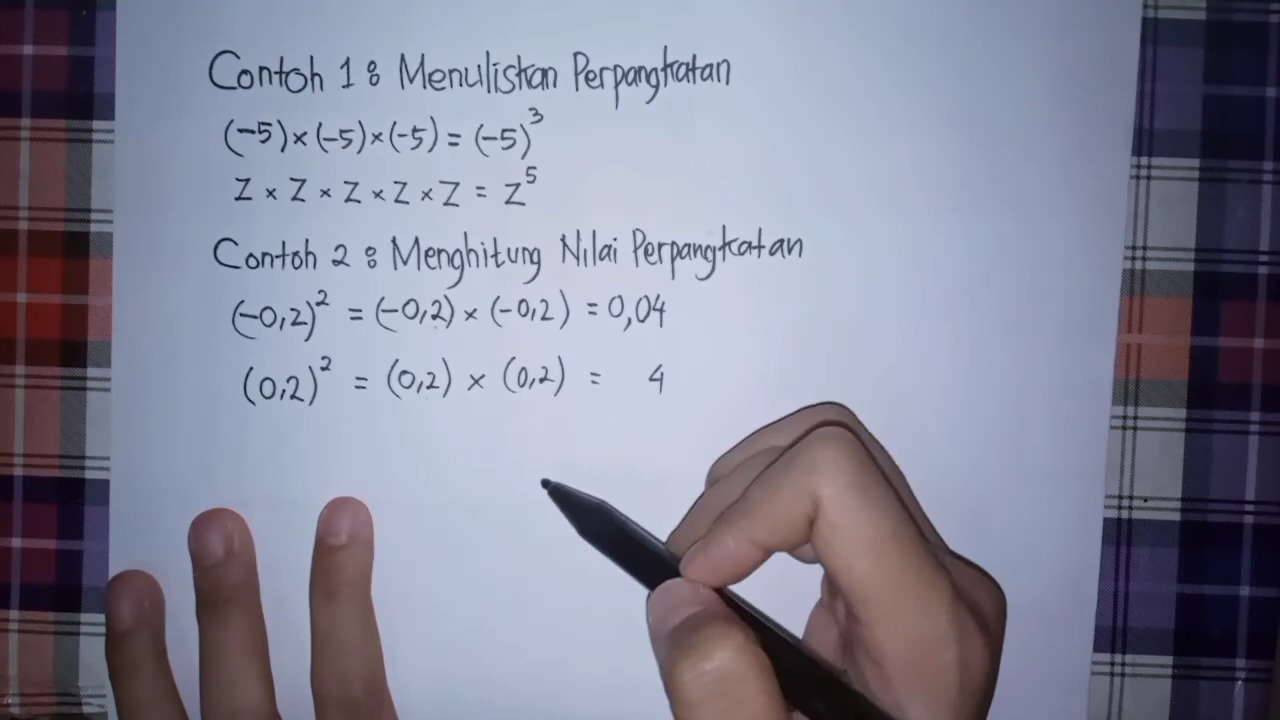 Contoh 1 : Menuliskan Perpangkatan
(-5)×(-5)×(-5) = (-5)³
Z × Z × Z × Z × Z = Z⁵
Contoh 2 : Menghitung Nilai Perpangkatan
(-0,2)² = (-0,2) × (-0,2) = 0,04
(0,2)² = (0,2) × (0,2) = 4